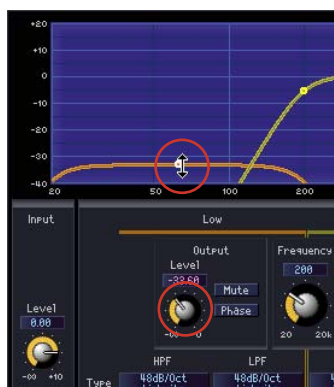 +20
+10
0
-10
-20
-30
-40
20 50 100 200
Input
Low
Output
Level
-33.60
Mute
Phase
-∞ 0
Frequency
200
20 20k
Level
0.00
-∞ +10
HPF LPF
Type 48dB/Oct 48dB/Oct